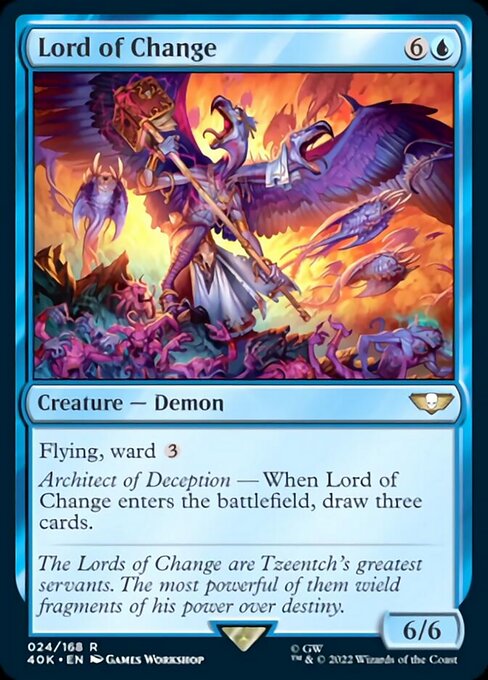 Lord of Change 6
Creature — Demon
Flying, ward 3
Architect of Deception — When Lord of
Change enters the battlefield, draw three
cards.
The Lords of Change are Tzeentch's greatest
servants. The most powerful of them wield
fragments of his power over destiny.
6/6
024/168 R
40K • EN Games Workshop
© GW
™ & © 2022 Wizards of the Coast